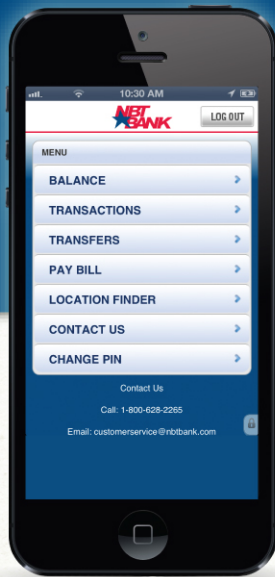 10:30 AM
NBT
BANK
LOG OUT
MENU
BALANCE
TRANSACTIONS
TRANSFERS
PAY BILL
LOCATION FINDER
CONTACT US
CHANGE PIN
Contact Us
Call: 1-800-628-2265
Email: customerservice@nbtbank.com